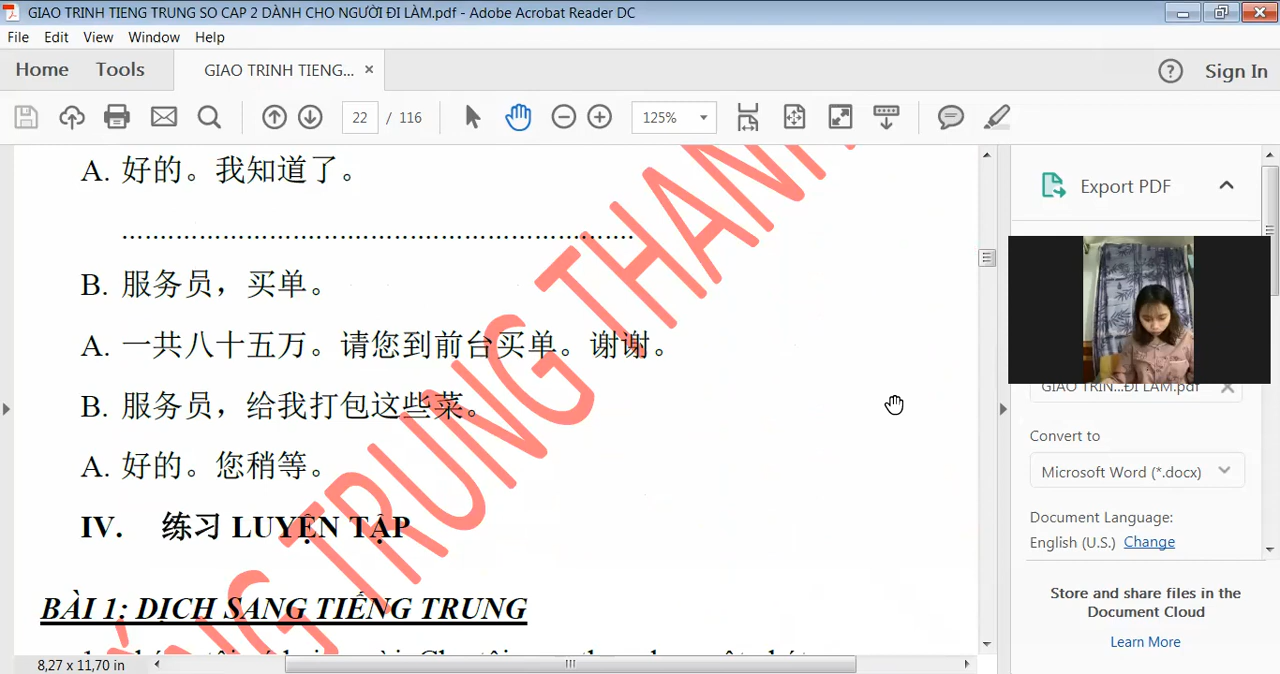 GIAO TRINH TIENG TRUNG SO CAP 2 DÀNH CHO NGƯỜI ĐI LÀM.pdf - Adobe Acrobat Reader DC
File Edit View Window Help
Home Tools GIAO TRINH TIENG... × ? Sign In
22 / 116 125%
A. 好的。我知道了。
................................................................
B. 服务员，买单。
A. 一共八十五万。请您到前台买单。谢谢。
B. 服务员，给我打包这些菜。
A. 好的。您稍等。
IV. 练习 LUYỆN TẬP
BÀI 1: DỊCH SANG TIẾNG TRUNG
TRUNG THANH
8,27 x 11,70 in
Export PDF
GIAO TRIN...ĐI LÀM.pdf
Convert to
Microsoft Word (*.docx)
Document Language:
English (U.S.) Change
Store and share files in the
Document Cloud
Learn More